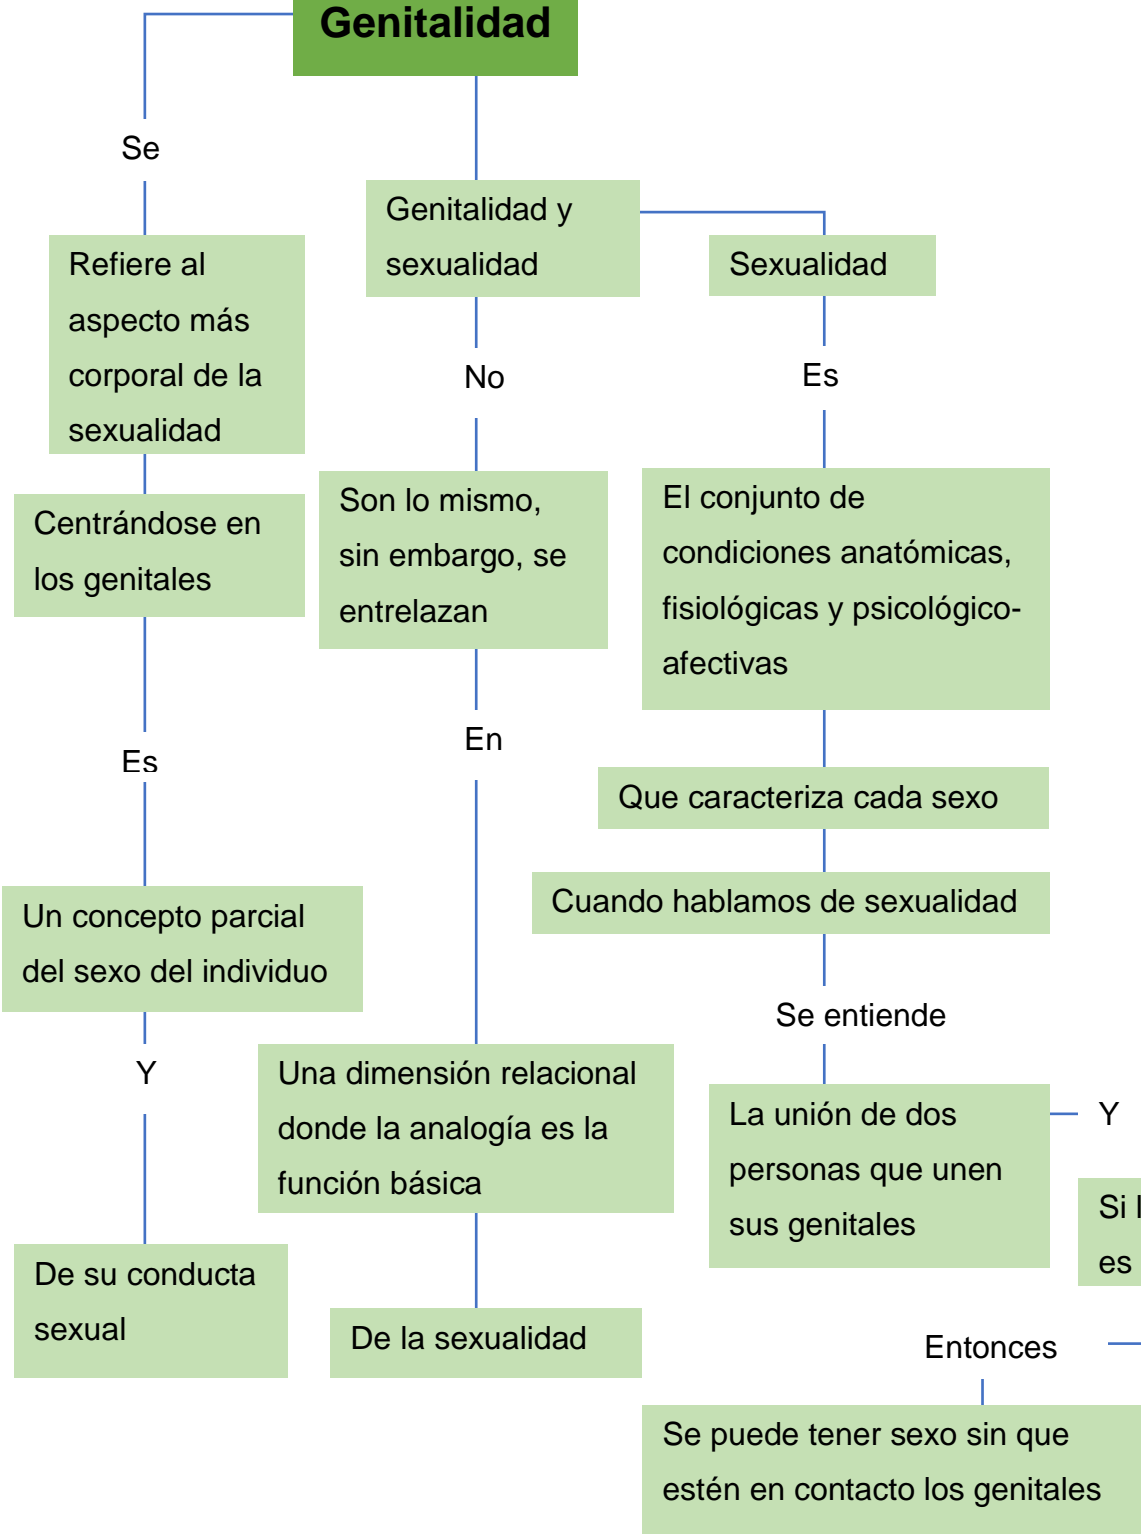 Genitalidad
Se
Refiere al
aspecto más
corporal de la
sexualidad
Centrándose en
los genitales
Es
Un concepto parcial
del sexo del individuo
Y
De su conducta
sexual
Genitalidad y
sexualidad
No
Son lo mismo,
sin embargo, se
entrelazan
En
Una dimensión relacional
donde la analogía es la
función básica
De la sexualidad
Sexualidad
Es
El conjunto de
condiciones anatómicas,
fisiológicas y psicológico-
afectivas
Que caracteriza cada sexo
Cuando hablamos de sexualidad
Se entiende
La unión de dos
personas que unen
sus genitales
Y
Si
es
Entonces
Se puede tener sexo sin que
estén en contacto los genitales